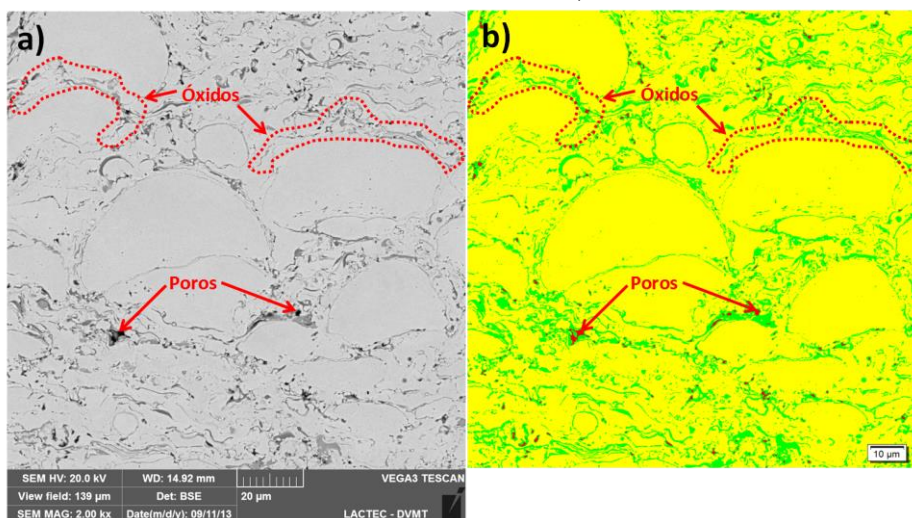 a)
Óxidos
Poros
SEM HV: 20.0 kV WD: 14.92 mm VEGA3 TESCAN
View field: 139 µm Det: BSE 20 µm
SEM MAG: 2.00 kx Date(m/d/y): 09/11/13 LACTEC - DVMT
b)
Óxidos
Poros
10 µm